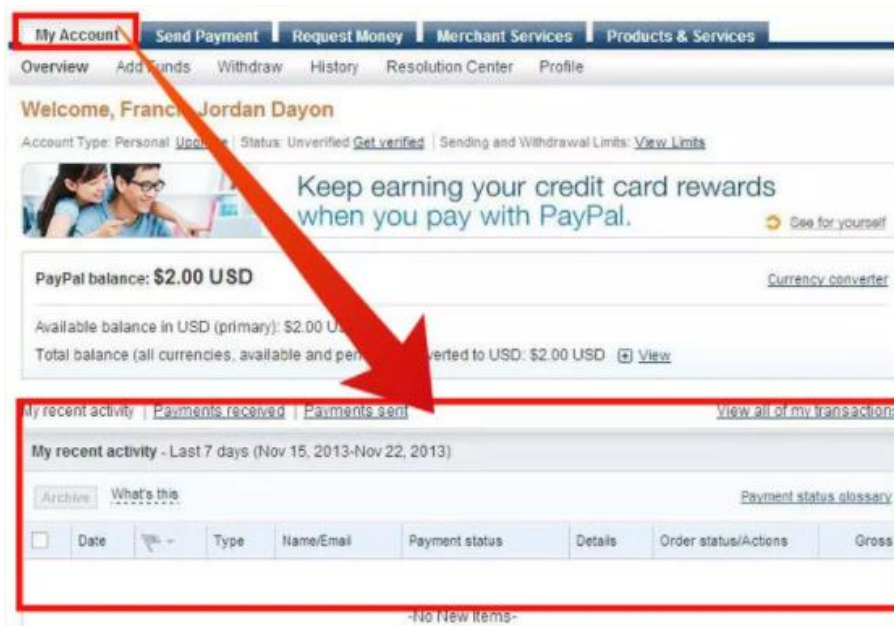 My Account Send Payment Request Money Merchant Services Products & Services
Overview Add Funds Withdraw History Resolution Center Profile
Welcome, Francis Jordan Dayon
Account Type: Personal Upgrade | Status: Unverified Get verified | Sending and Withdrawal Limits: View Limits
Keep earning your credit card rewards
when you pay with PayPal.
See for yourself
PayPal balance: $2.00 USD Currency converter
Available balance in USD (primary): $2.00 USD
Total balance (all currencies, available and pen verted to USD: $2.00 USD View
My recent activity | Payments received | Payments sent View all of my transactions
My recent activity - Last 7 days (Nov 15, 2013-Nov 22, 2013)
Archive What's this Payment status glossary
Date Type Name/Email Payment status Details Order status/Actions Gross
-No New Items-